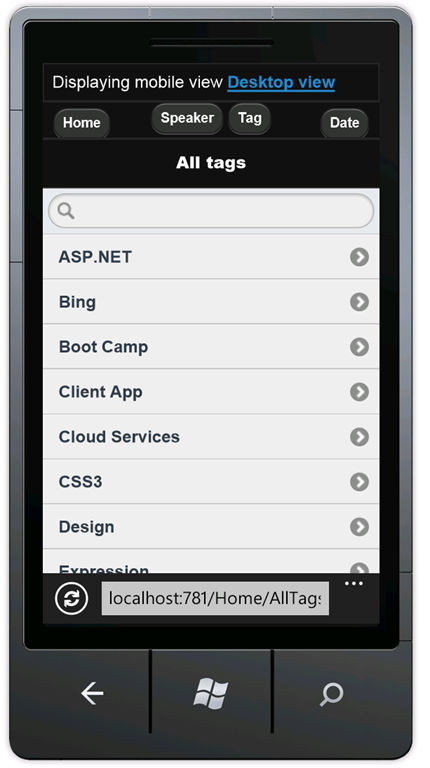 Displaying mobile view Desktop view
Home Speaker Tag Date
All tags
ASP.NET
Bing
Boot Camp
Client App
Cloud Services
CSS3
Design
Expression
localhost:781/Home/AllTags